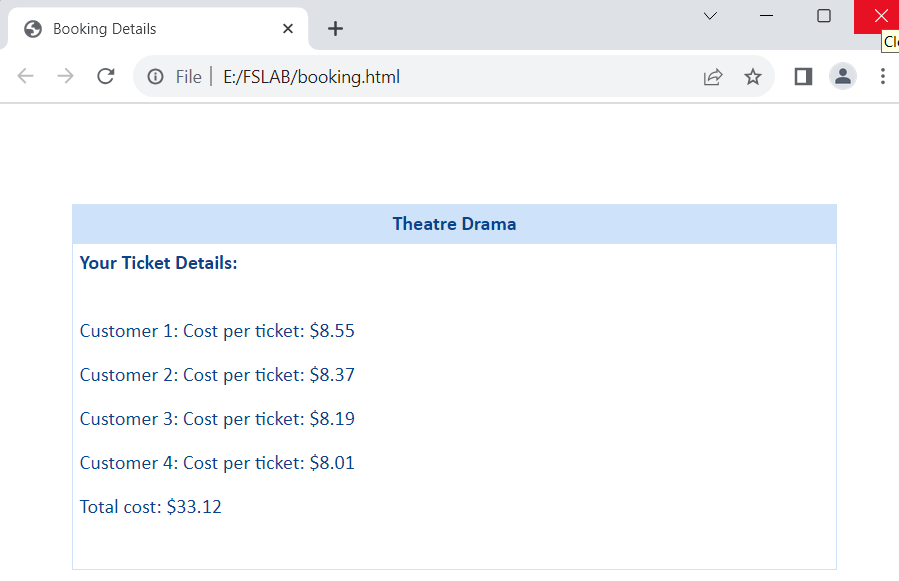 Booking Details
File | E:/FSLAB/booking.html
Theatre Drama
Your Ticket Details:
Customer 1: Cost per ticket: $8.55
Customer 2: Cost per ticket: $8.37
Customer 3: Cost per ticket: $8.19
Customer 4: Cost per ticket: $8.01
Total cost: $33.12